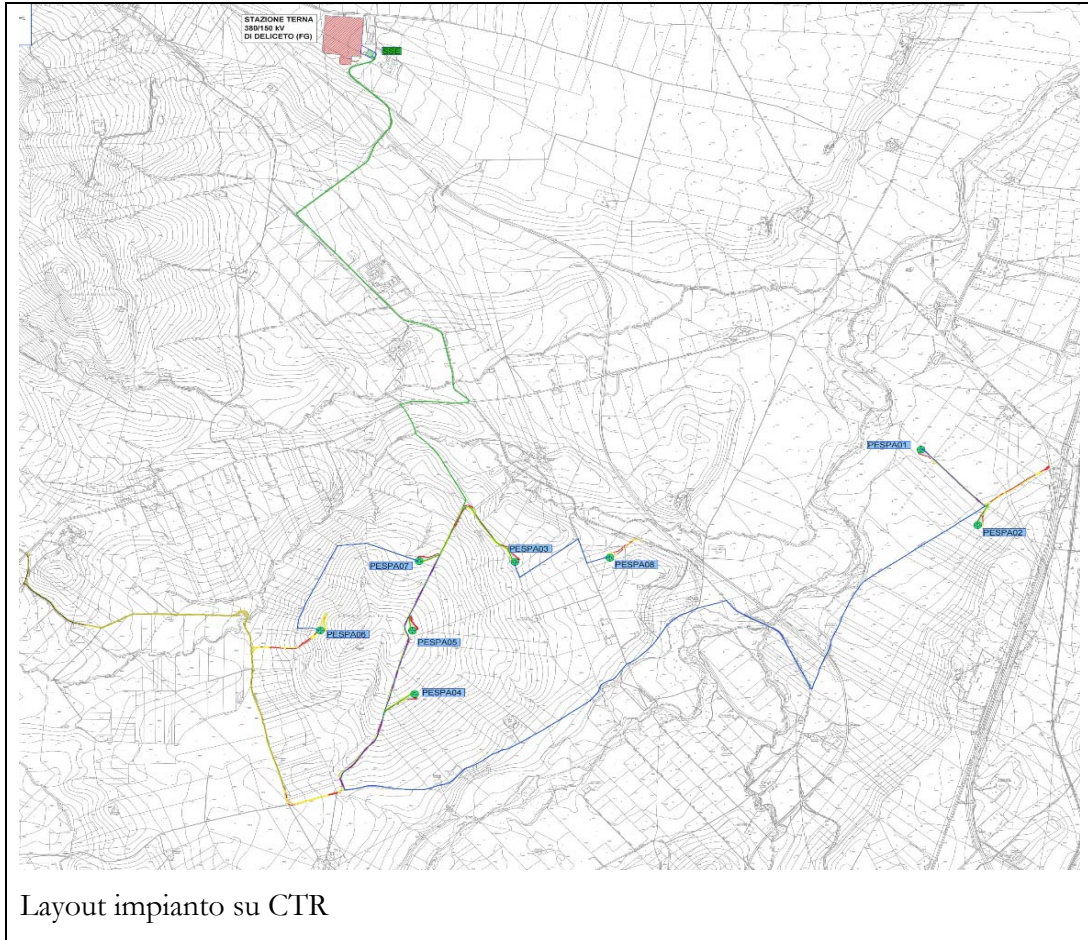 STAZIONE TERNA
380/150 kV
DI DELICETO (FG)
SSE
PESPA01
PESPA02
PESPA03
PESPA08
PESPA07
PESPA06
PESPA05
PESPA04
Layout impianto su CTR